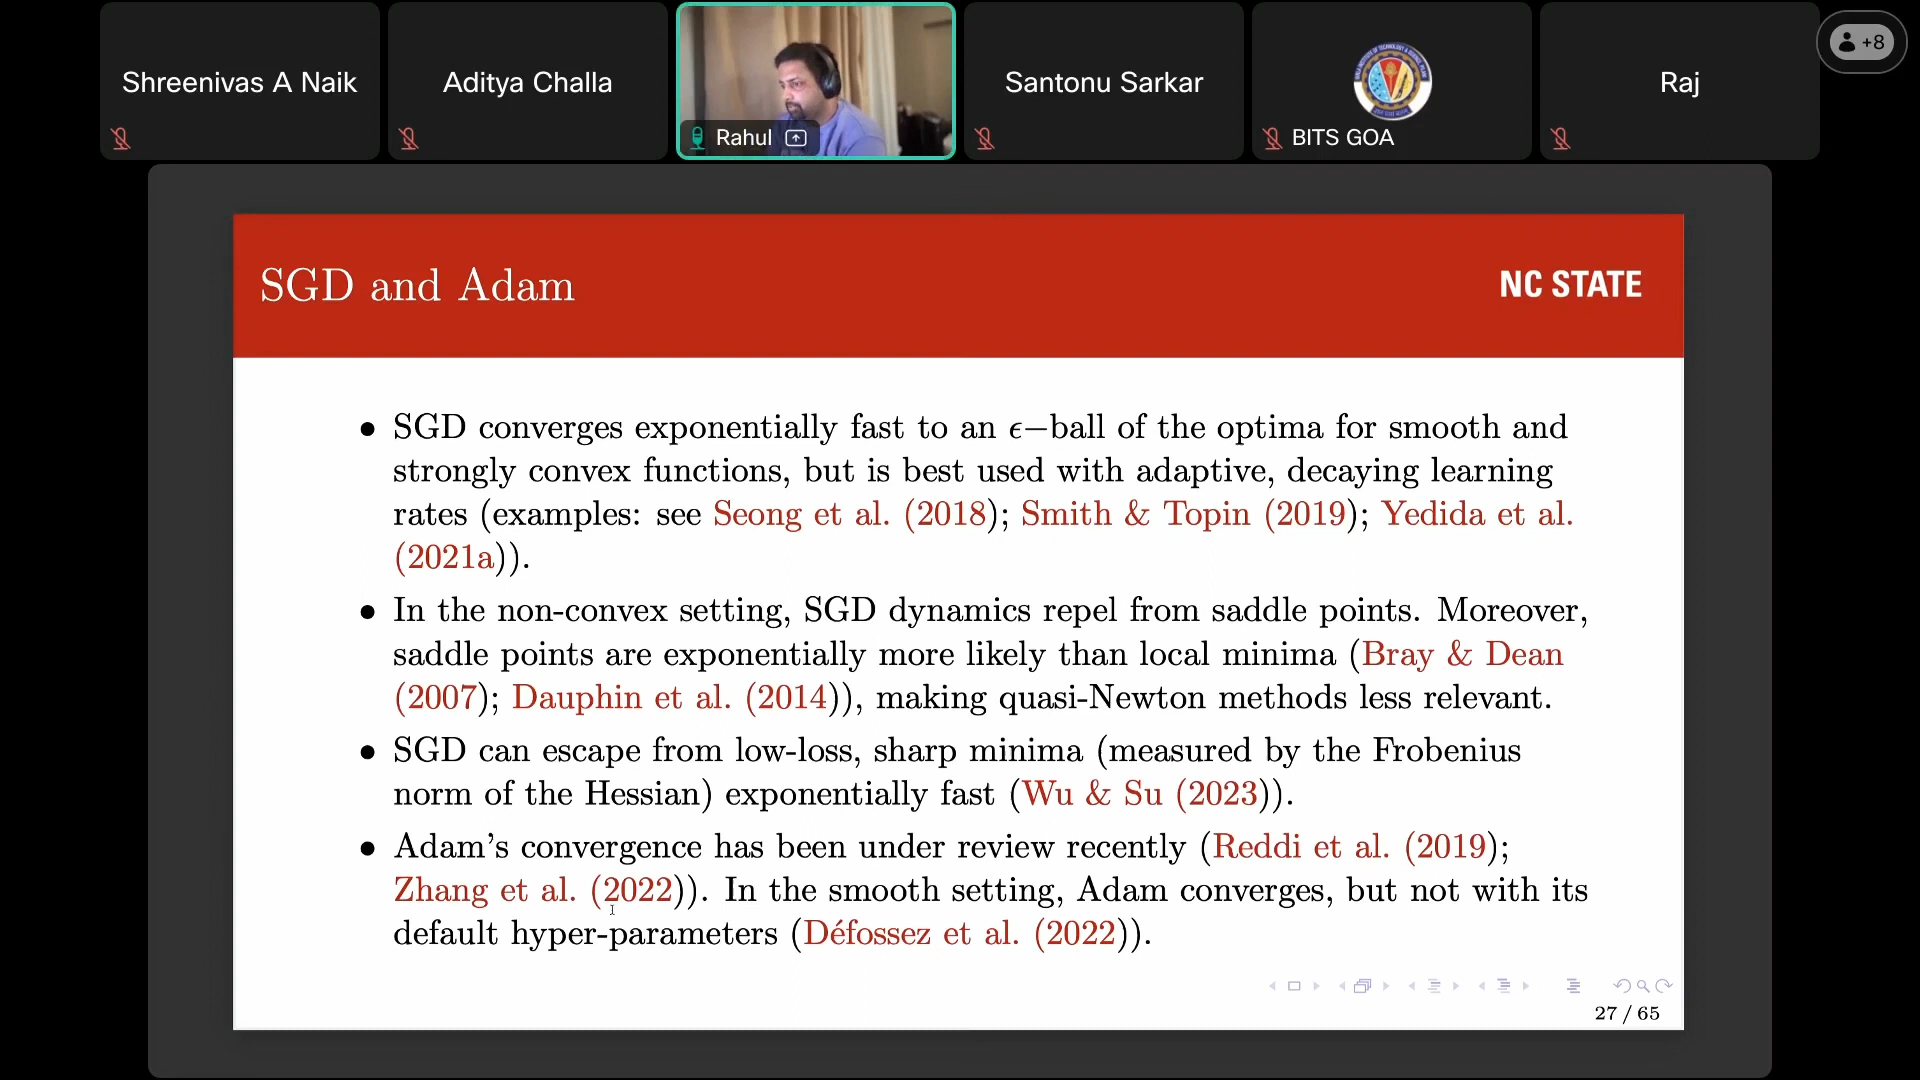 Shreenivas A Naik
Aditya Challa
Rahul
Santonu Sarkar
BITS GOA
Raj
+8
SGD and Adam
NC STATE
• SGD converges exponentially fast to an ϵ−ball of the optima for smooth and
strongly convex functions, but is best used with adaptive, decaying learning
rates (examples: see Seong et al. (2018); Smith & Topin (2019); Yedida et al.
(2021a)).
• In the non-convex setting, SGD dynamics repel from saddle points. Moreover,
saddle points are exponentially more likely than local minima (Bray & Dean
(2007); Dauphin et al. (2014)), making quasi-Newton methods less relevant.
• SGD can escape from low-loss, sharp minima (measured by the Frobenius
norm of the Hessian) exponentially fast (Wu & Su (2023)).
• Adam's convergence has been under review recently (Reddi et al. (2019);
Zhang et al. (2022)). In the smooth setting, Adam converges, but not with its
default hyper-parameters (Défossez et al. (2022)).
27 / 65